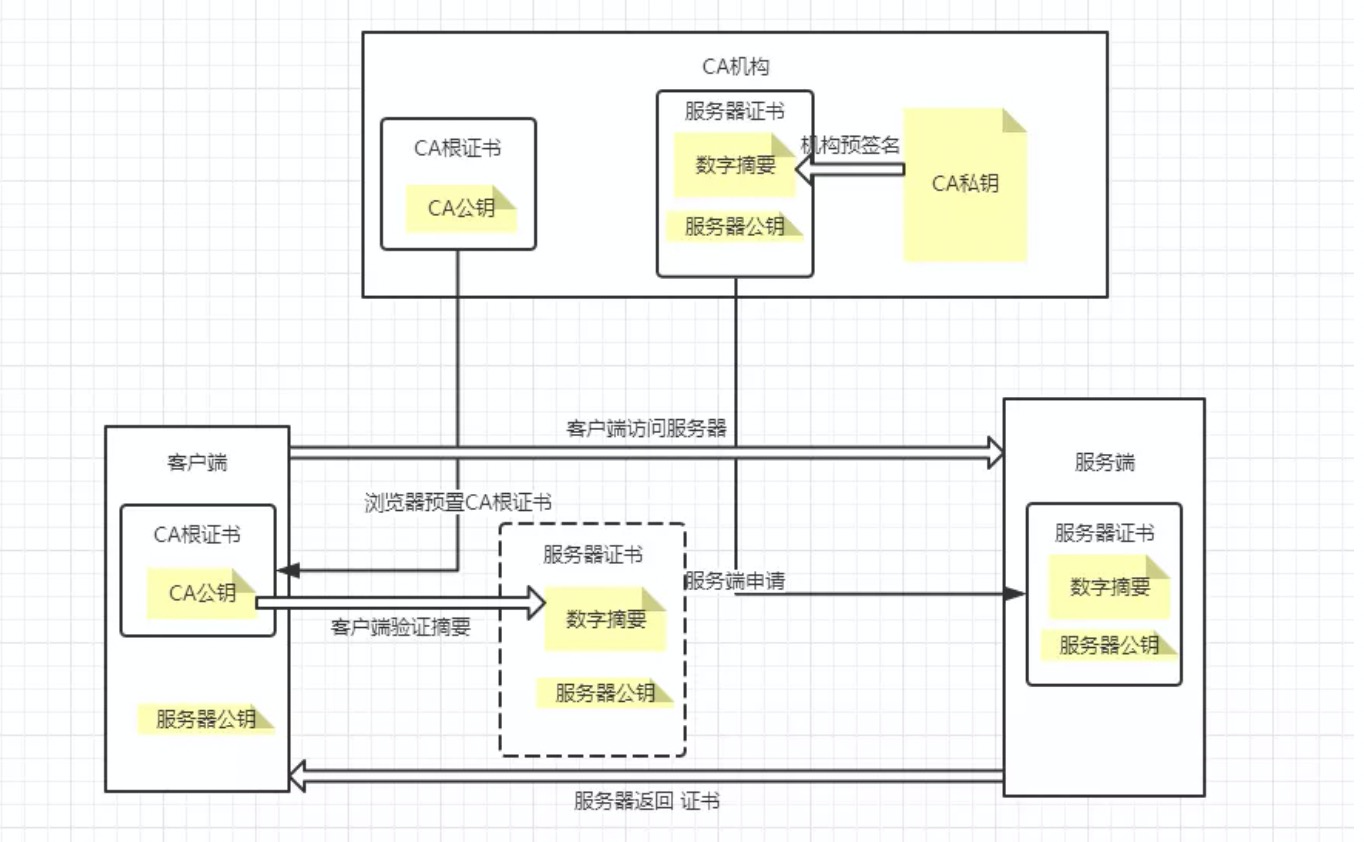 CA机构
CA根证书
CA公钥
服务器证书
数字摘要
服务器公钥
机构预签名
CA私钥
客户端访问服务器
客户端
CA根证书
CA公钥
服务器公钥
浏览器预置CA根证书
客户端验证摘要
服务器证书
数字摘要
服务器公钥
服务端申请
服务端
服务器证书
数字摘要
服务器公钥
服务器返回 证书